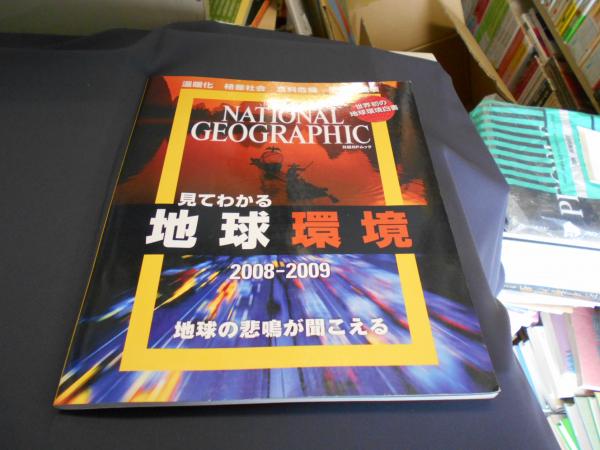 温暖化 格差社会 食料危機
世界初の
地球環境白書
NATIONAL
GEOGRAPHIC
日経BPムック
見てわかる
地球環境
2008-2009
地球の悲鳴が聞こえる